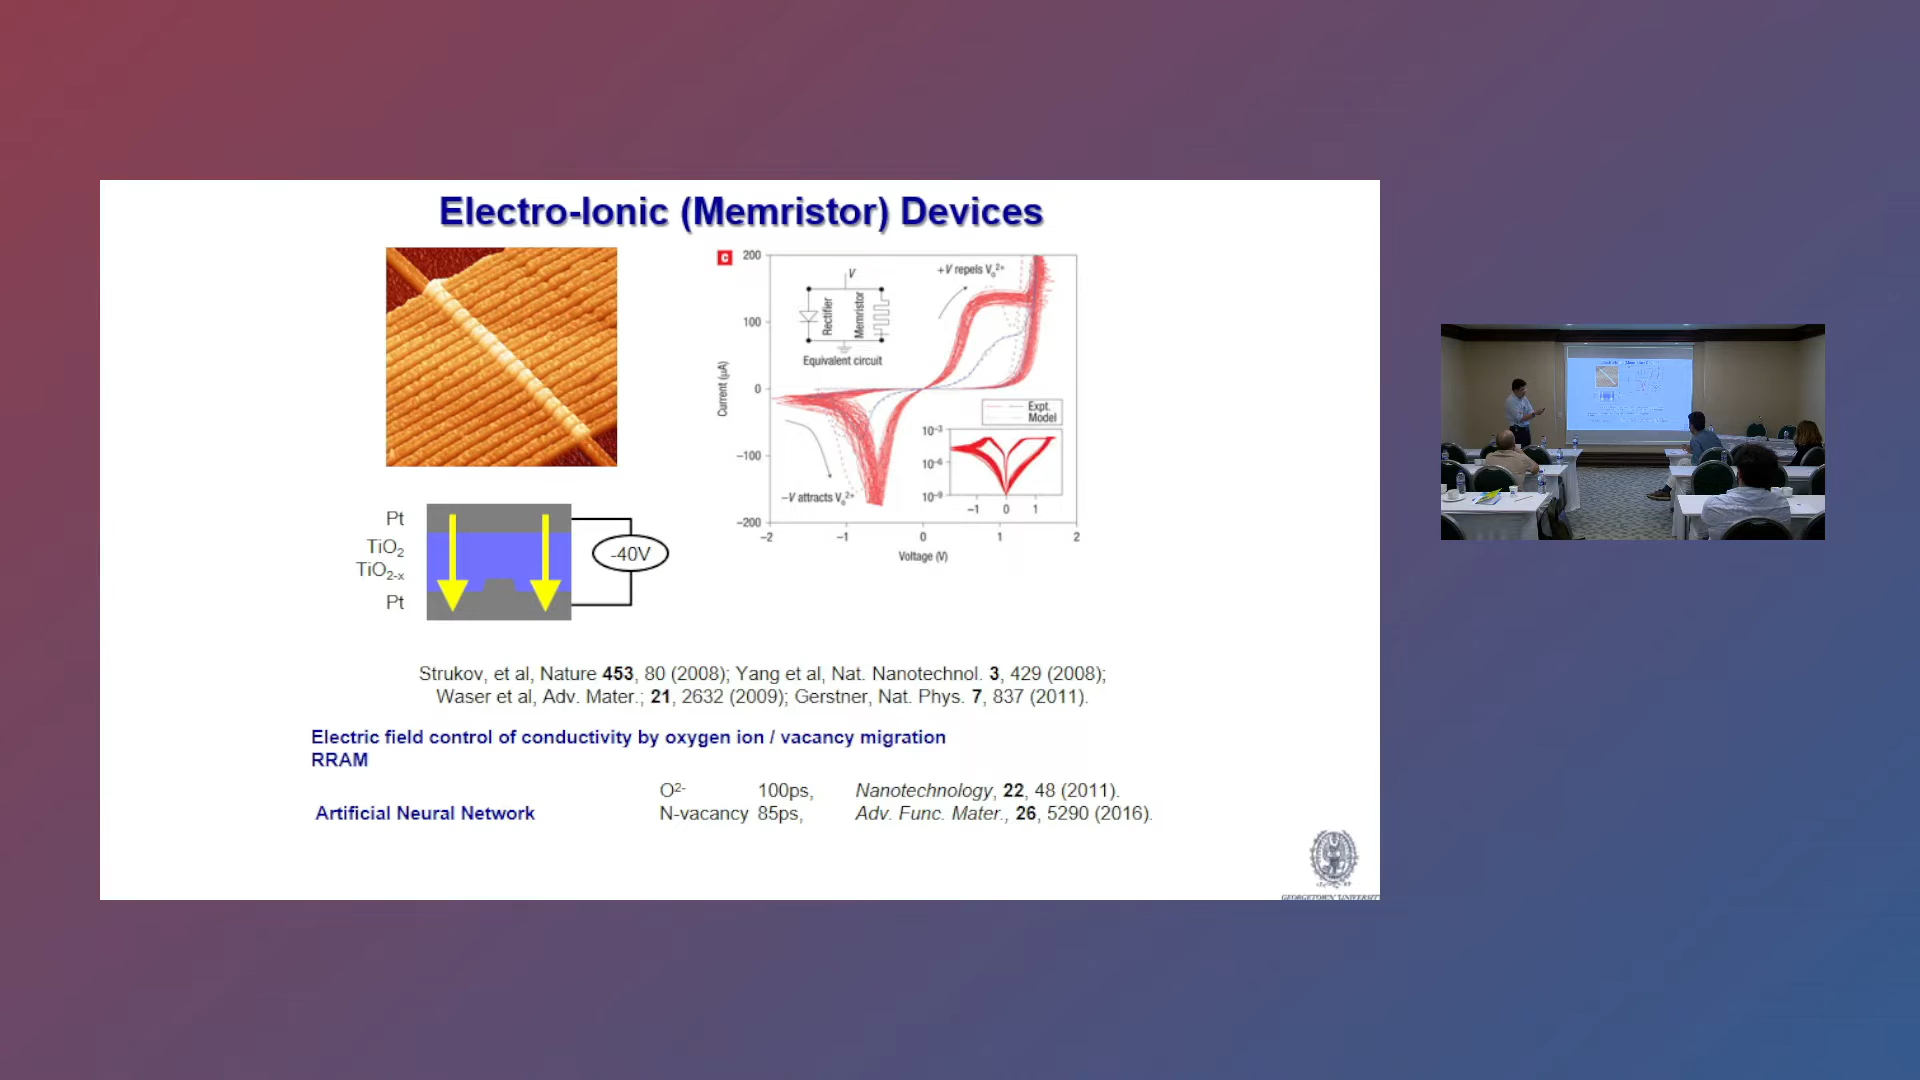 Electro-Ionic (Memristor) Devices
C
200
100
0
−100
−200
Current (µA)
V
Rectifier
Memristor
Equivalent circuit
+V repels Vo2+
−V attracts Vo2+
Expt.
Model
10−3
10−6
10−9
−1 0 1
−2 −1 0 1 2
Voltage (V)
Pt
TiO2
TiO2-x
Pt
-40V
Strukov, et al, Nature 453, 80 (2008); Yang et al, Nat. Nanotechnol. 3, 429 (2008);
Waser et al, Adv. Mater.; 21, 2632 (2009); Gerstner, Nat. Phys. 7, 837 (2011).
Electric field control of conductivity by oxygen ion / vacancy migration
RRAM
O2- 100ps, Nanotechnology, 22, 48 (2011).
Artificial Neural Network N-vacancy 85ps, Adv. Func. Mater., 26, 5290 (2016).
GEORGETOWN UNIVERSITY